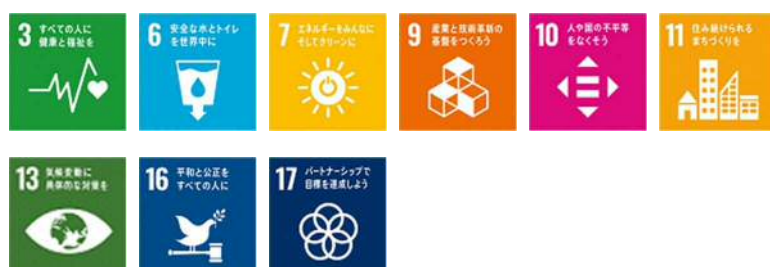 3 すべての人に
健康と福祉を
6 安全な水とトイレ
を世界中に
7 エネルギーをみんなに
そしてクリーンに
9 産業と技術革新の
基盤をつくろう
10 人や国の不平等
をなくそう
11 住み続けられる
まちづくりを
13 気候変動に
具体的な対策を
16 平和と公正を
すべての人に
17 パートナーシップで
目標を達成しよう